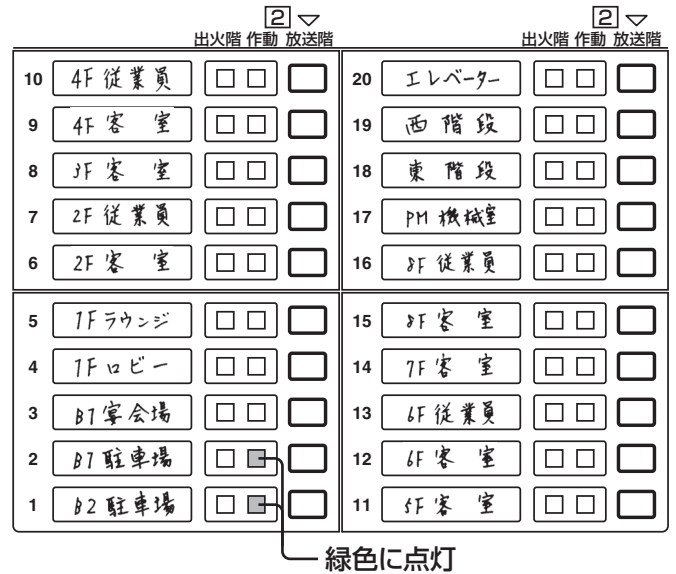 2 ▽
出火階 作動 放送階
10 4F 従業員
9 4F 客 室
8 3F 客 室
7 2F 従業員
6 2F 客 室
5 1F ラウンジ
4 1F ロビー
3 B1 宴会場
2 B1 駐車場
1 B2 駐車場
2 ▽
出火階 作動 放送階
20 エレベーター
19 西階段
18 東階段
17 PM 機械室
16 8F 従業員
15 8F 客 室
14 7F 客 室
13 6F 従業員
12 6F 客 室
11 5F 客 室
緑色に点灯